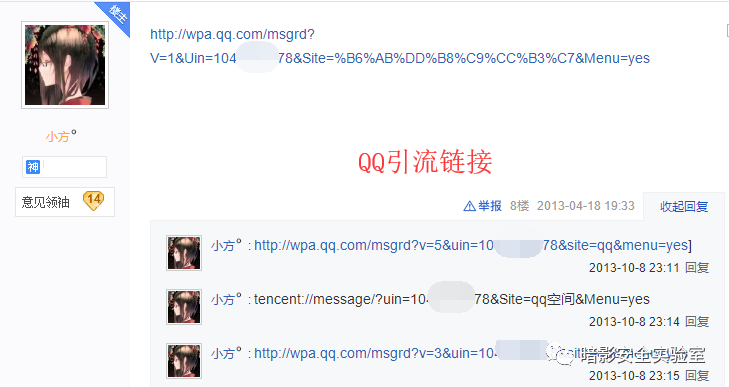 楼主
http://wpa.qq.com/msgrd?
V=1&Uin=104 78&Site=%B6%AB%DD%B8%C9%CC%B3%C7&Menu=yes
小方°
神
意见领袖 14
QQ引流链接
举报 8楼 2013-04-18 19:33 收起回复
小方° : http://wpa.qq.com/msgrd?v=5&uin=10 78&site=qq&menu=yes]
2013-10-8 23:11 回复
小方° : tencent://message/?uin=104 78&Site=qq空间&Menu=yes
2013-10-8 23:14 回复
小方° : http://wpa.qq.com/msgrd?v=3&uin=104
暗影安全实验室
2013-10-8 23:15 回复